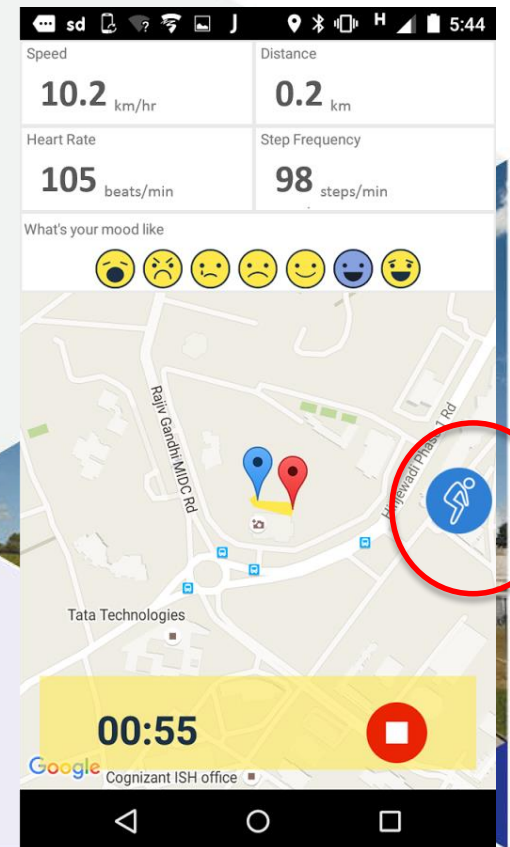 sd ? J H 5:44
Speed
10.2 km/hr
Distance
0.2 km
Heart Rate
105 beats/min
Step Frequency
98 steps/min
What's your mood like
Rajiv Gandhi MIDC Rd
Hinjewadi Phase 1 Rd
Tata Technologies
00:55
Google
Cognizant ISH office